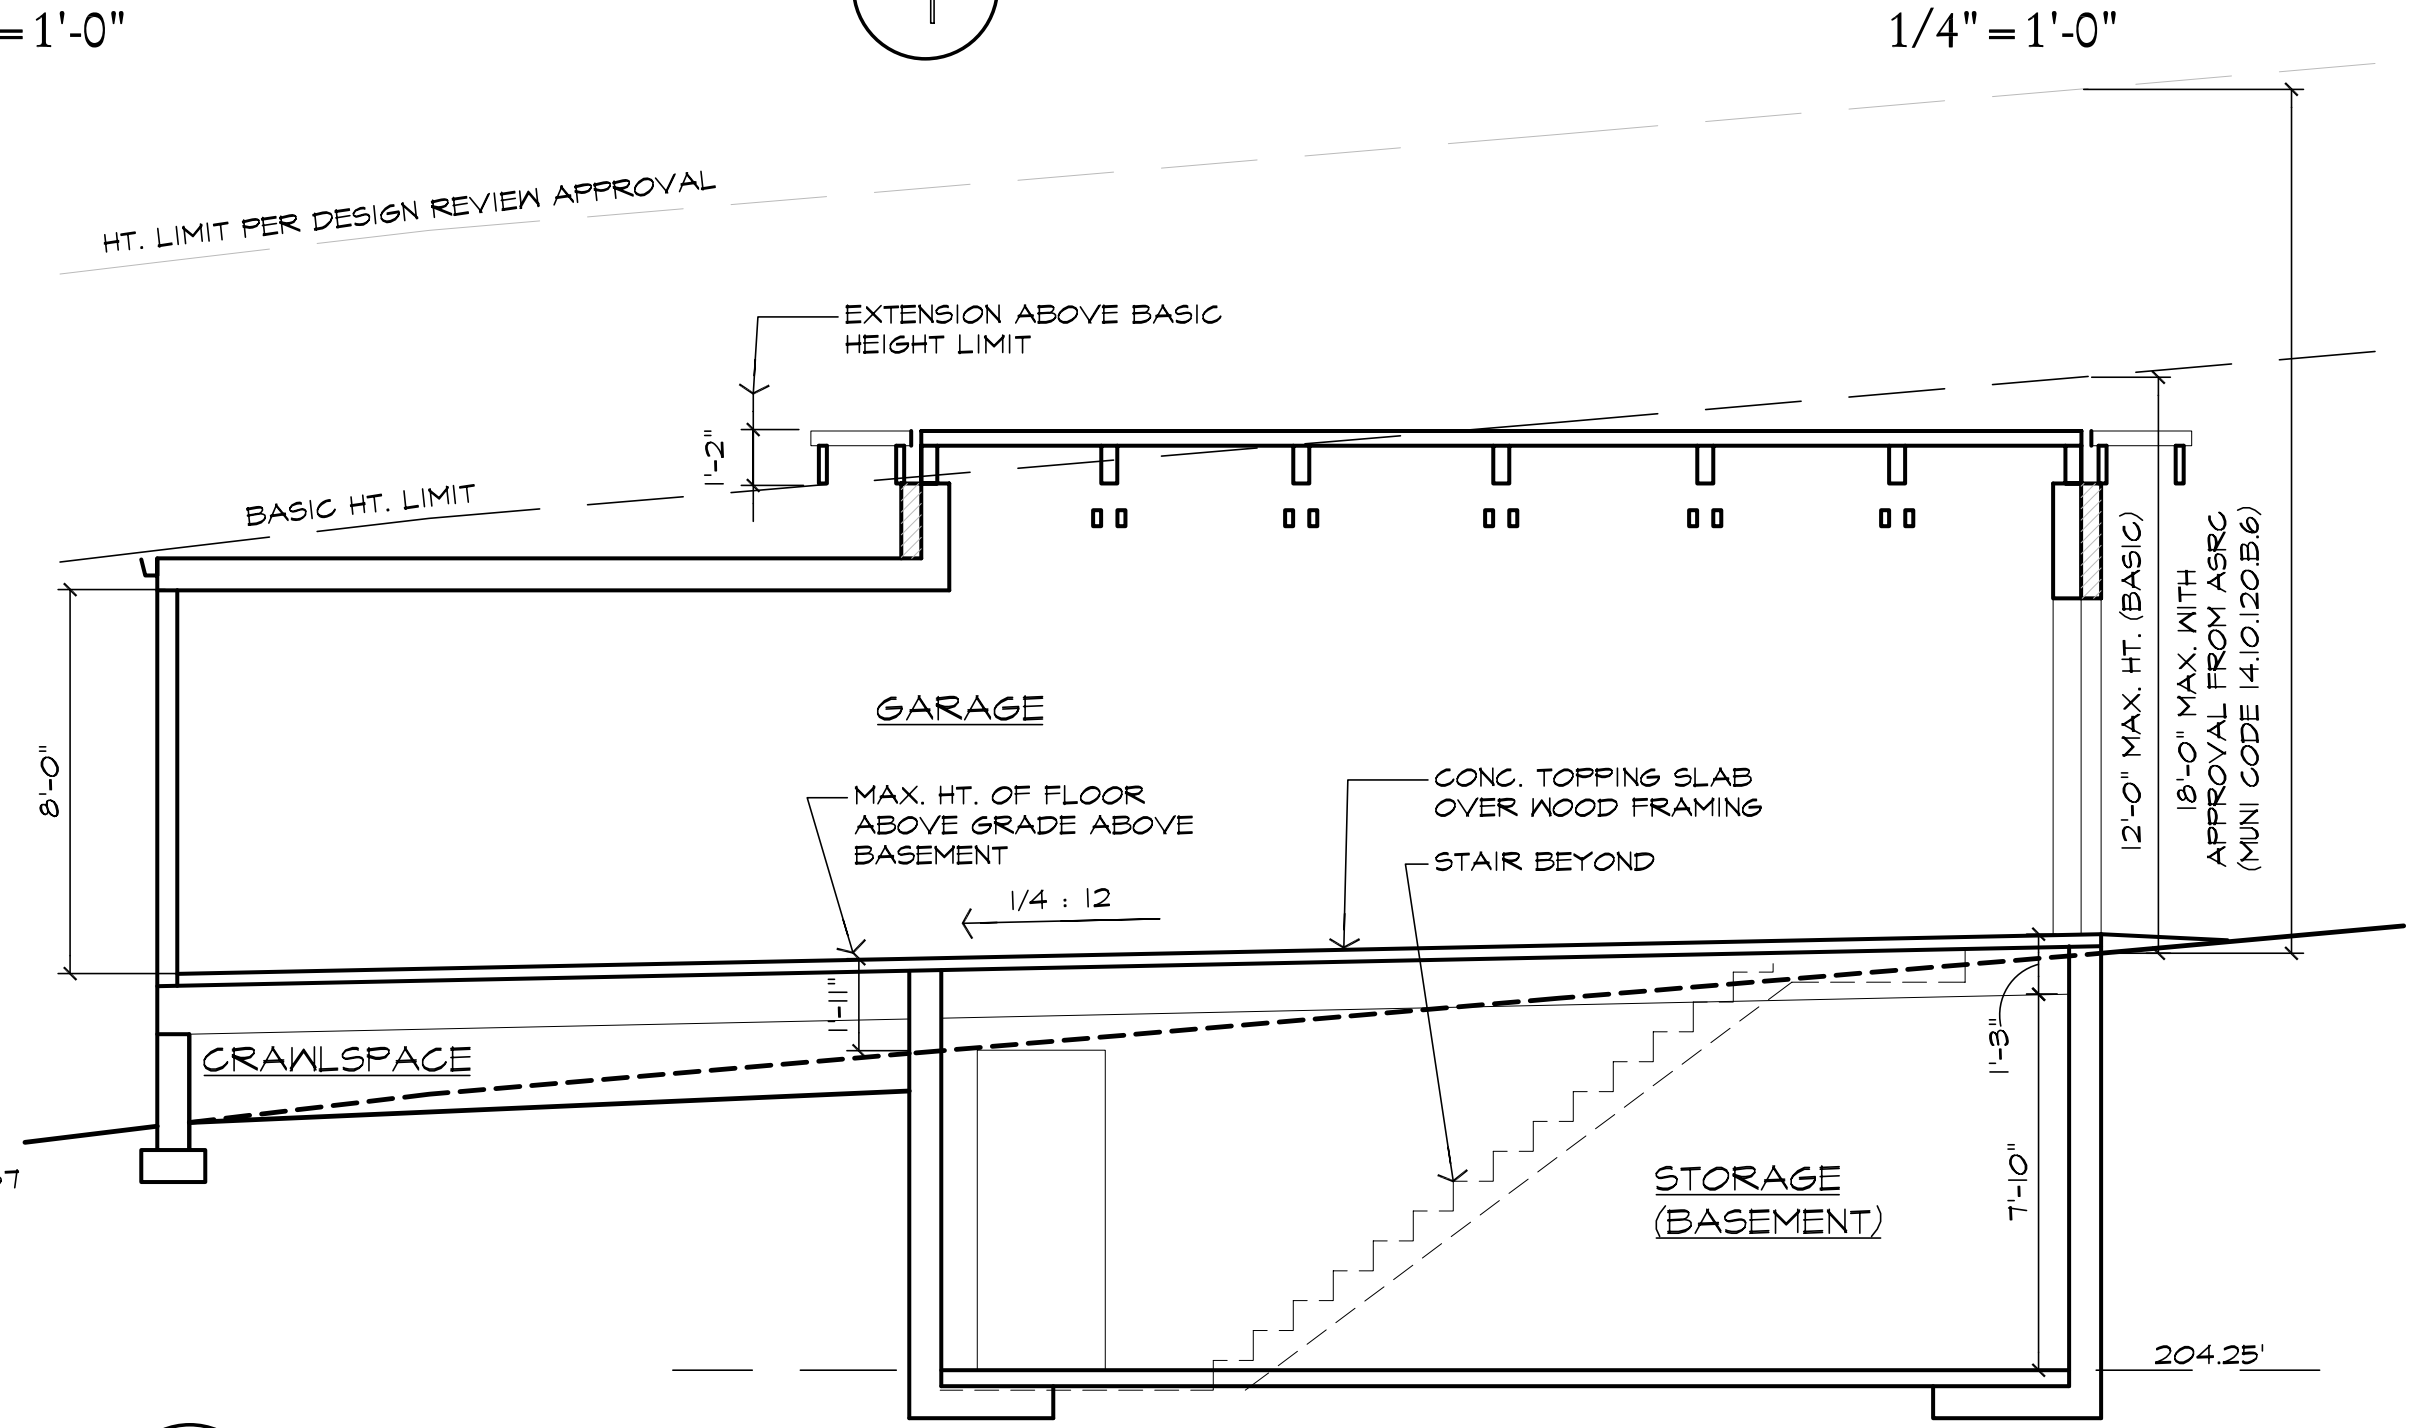 = 1'-0"
1/4" = 1'-0"
HT. LIMIT PER DESIGN REVIEW APPROVAL
EXTENSION ABOVE BASIC
HEIGHT LIMIT
1'-2"
BASIC HT. LIMIT
12'-0" MAX. HT. (BASIC)
18'-0" MAX. WITH
APPROVAL FROM ASRC
(MUNI CODE 14.10.120.B.6)
GARAGE
8'-0"
MAX. HT. OF FLOOR
ABOVE GRADE ABOVE
BASEMENT
CONC. TOPPING SLAB
OVER WOOD FRAMING
STAIR BEYOND
1/4 : 12
1'-11"
CRAWLSPACE
1'-3"
7'-10"
STORAGE
(BASEMENT)
204.25'